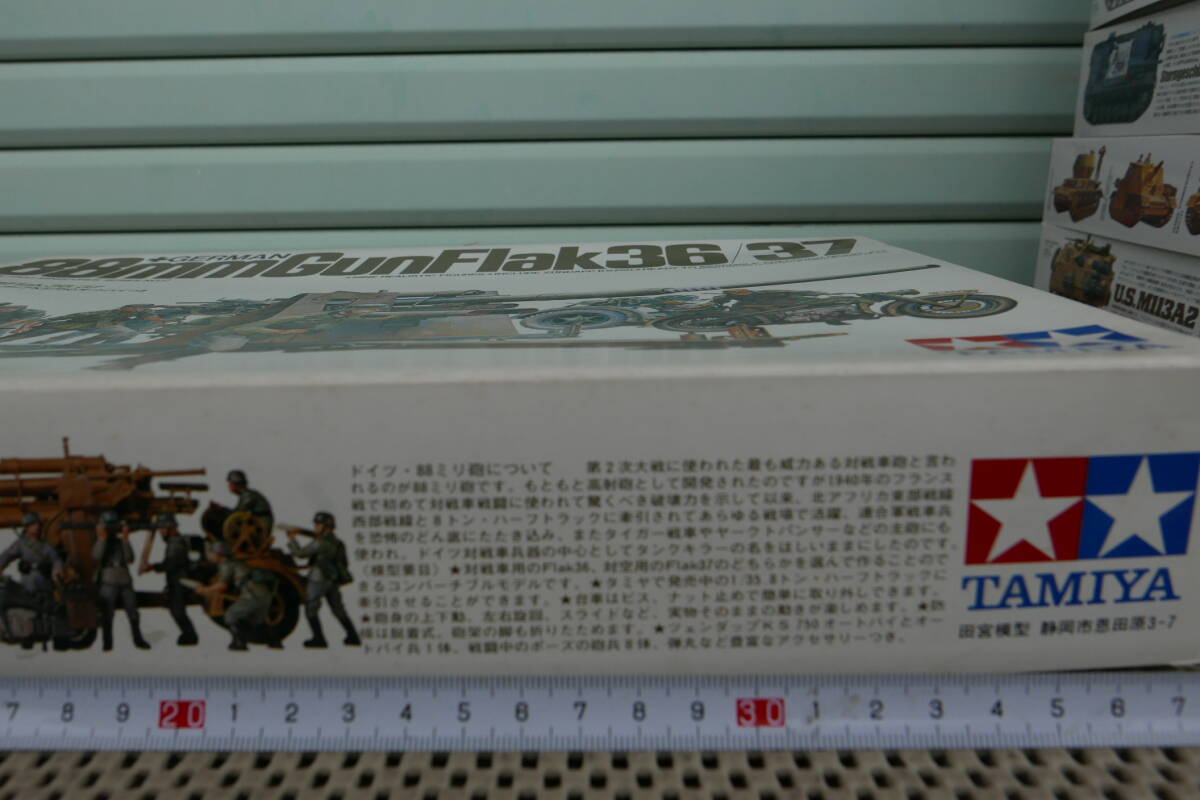 Sturmgesch
U.S.M113A2
GERMAN
88mmGunFlak36/37
ドイツ・88ミリ砲について 第2次大戦に使われた最も威力ある対戦車砲と言わ
れるのが88ミリ砲です。もともと高射砲として開発されたのですが1940年のフランス
戦で初めて対戦車戦闘に使われて驚くべき破壊力を示して以来、北アフリカ東部戦線
西部戦線と8トン・ハーフトラックに牽引されてあらゆる戦場で活躍、連合軍戦車兵
を恐怖のどん底にたたき込み、またタイガー戦車やヤークトパンサーなどの主砲にも
使われ、ドイツ対戦車兵器の中心としてタンクキラーの名をほしいままにしたのです。
(模型要目) ★対戦車用のFlak36、対空用のFlak37のどちらかを選んで作ることので
きるコンバーチブルモデルです。★タミヤで発売中の1/35、8トン・ハーフトラックに
牽引させることができます。★台車はビス、ナット止めで簡単に取り外しできます。
★砲身の上下動、左右旋回、スライドなど、実物そのままの動きが楽しめます。★防
盾は脱着式、砲架の脚も折りたためます。★ツェンダップKS750オートバイとオー
トバイ兵1体、戦闘中のポーズの砲兵8体、弾丸など豊富なアクセサリーつき。
TAMIYA
田宮模型 静岡市恩田原3-7
7 8 9 20 1 2 3 4 5 6 7 8 9 30 1 2 3 4 5 6 7